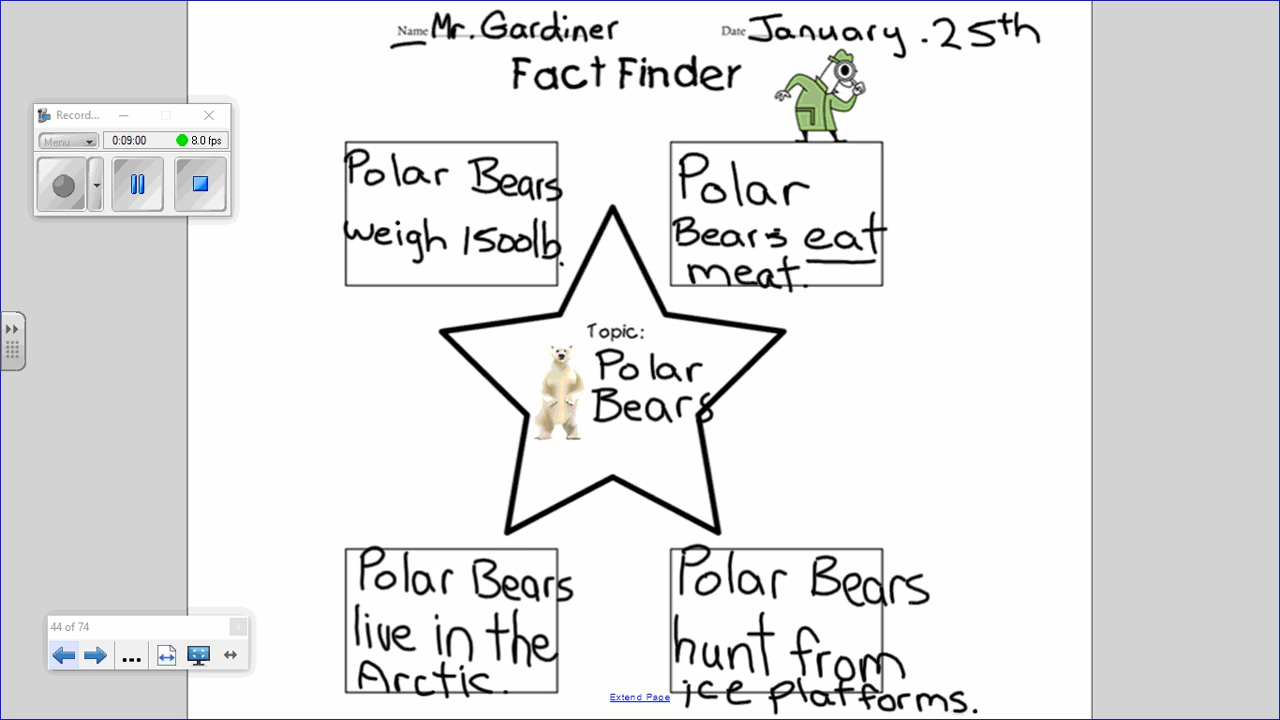 Name Mr. Gardiner Date January. 25th
Fact Finder
Record...
Menu 0:09:00 8.0 fps
Polar Bears
weigh 1500lb.
Polar
Bears eat
meat.
Topic:
Polar
Bears
Polar Bears
live in the
Arctic.
Polar Bears
hunt from
ice platforms.
44 of 74
Extend Page